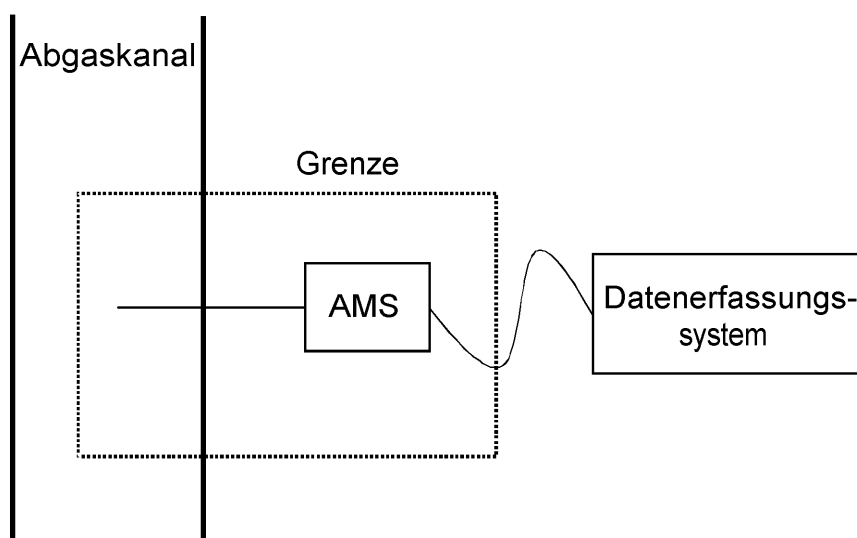 Abgaskanal
Grenze
AMS
Datenerfassungs-
system